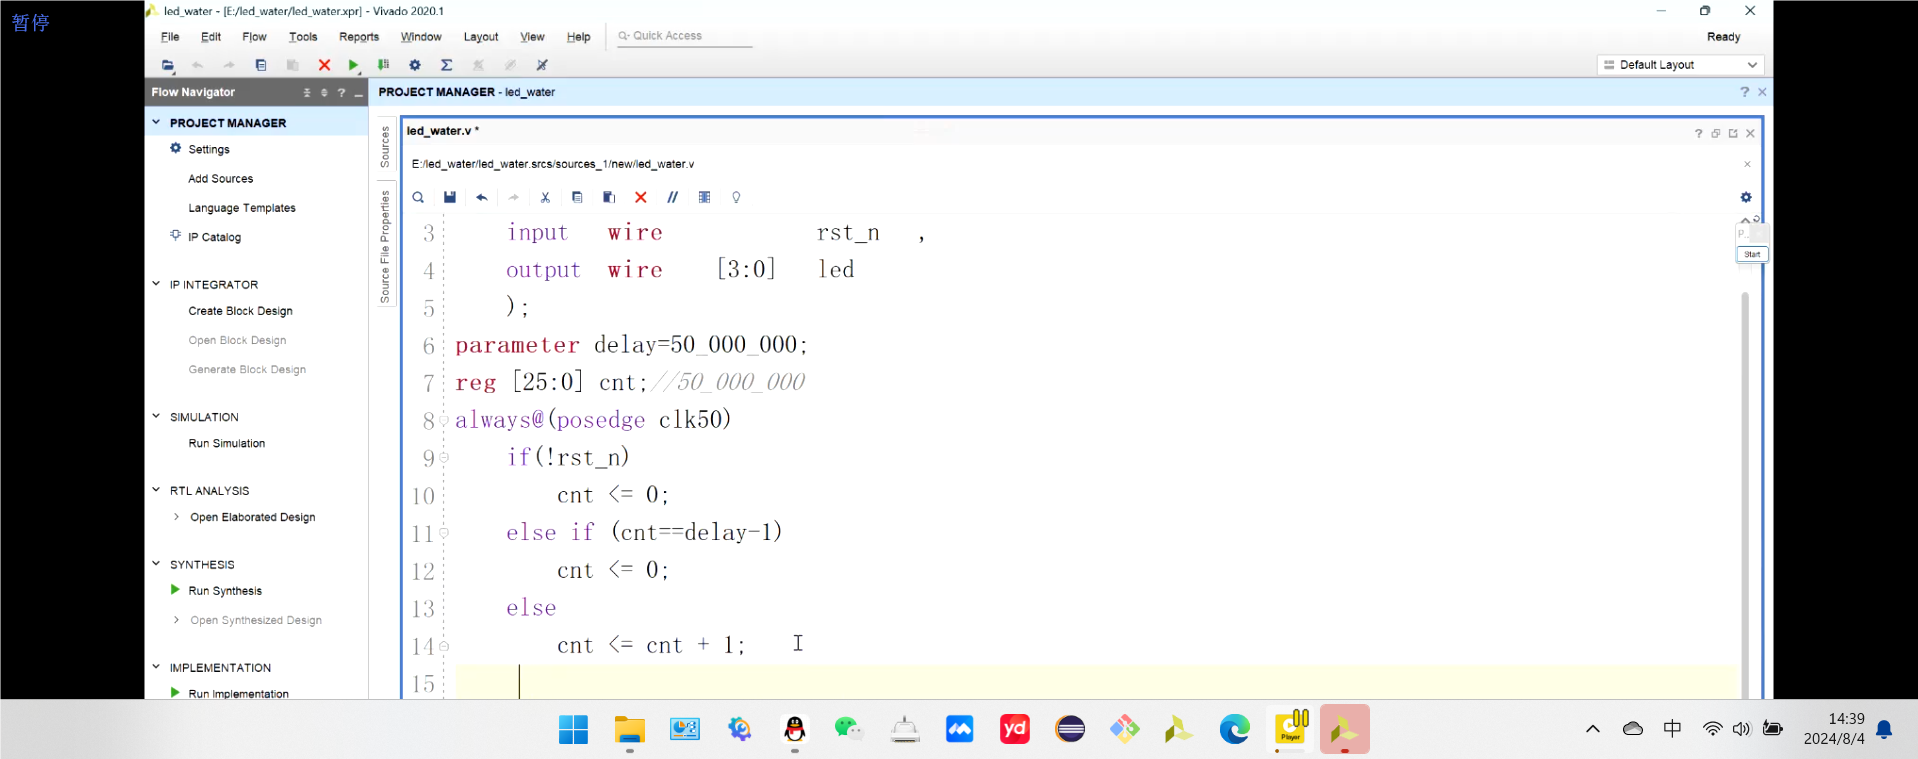 暂停
led_water - [E:/led_water/led_water.xpr] - Vivado 2020.1
File Edit Flow Tools Reports Window Layout View Help Quick Access
Ready
Default Layout
Flow Navigator
PROJECT MANAGER - led_water
PROJECT MANAGER
Settings
Add Sources
Language Templates
IP Catalog
IP INTEGRATOR
Create Block Design
Open Block Design
Generate Block Design
SIMULATION
Run Simulation
RTL ANALYSIS
Open Elaborated Design
SYNTHESIS
Run Synthesis
Open Synthesized Design
IMPLEMENTATION
Run Implementation
Sources
Source File Properties
led_water.v *
E:/led_water/led_water.srcs/sources_1/new/led_water.v
3 input wire rst_n ,
4 output wire [3:0] led
5 );
6 parameter delay=50_000_000;
7 reg [25:0] cnt;//50_000_000
8 always@(posedge clk50)
9 if(!rst_n)
10 cnt <= 0;
11 else if (cnt==delay-1)
12 cnt <= 0;
13 else
14 cnt <= cnt + 1;
15
P...
Start
yd
Player
中
14:39
2024/8/4